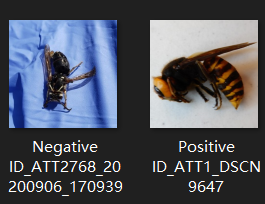 Negative
ID_ATT2768_20
200906_170939
Positive
ID_ATT1_DSCN
9647